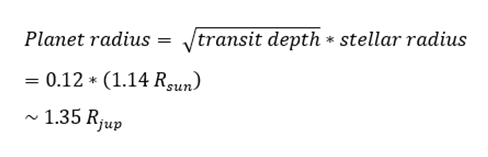 Planet radius = √transit depth * stellar radius
= 0.12 * (1.14 R_sun)
~ 1.35 R_jup